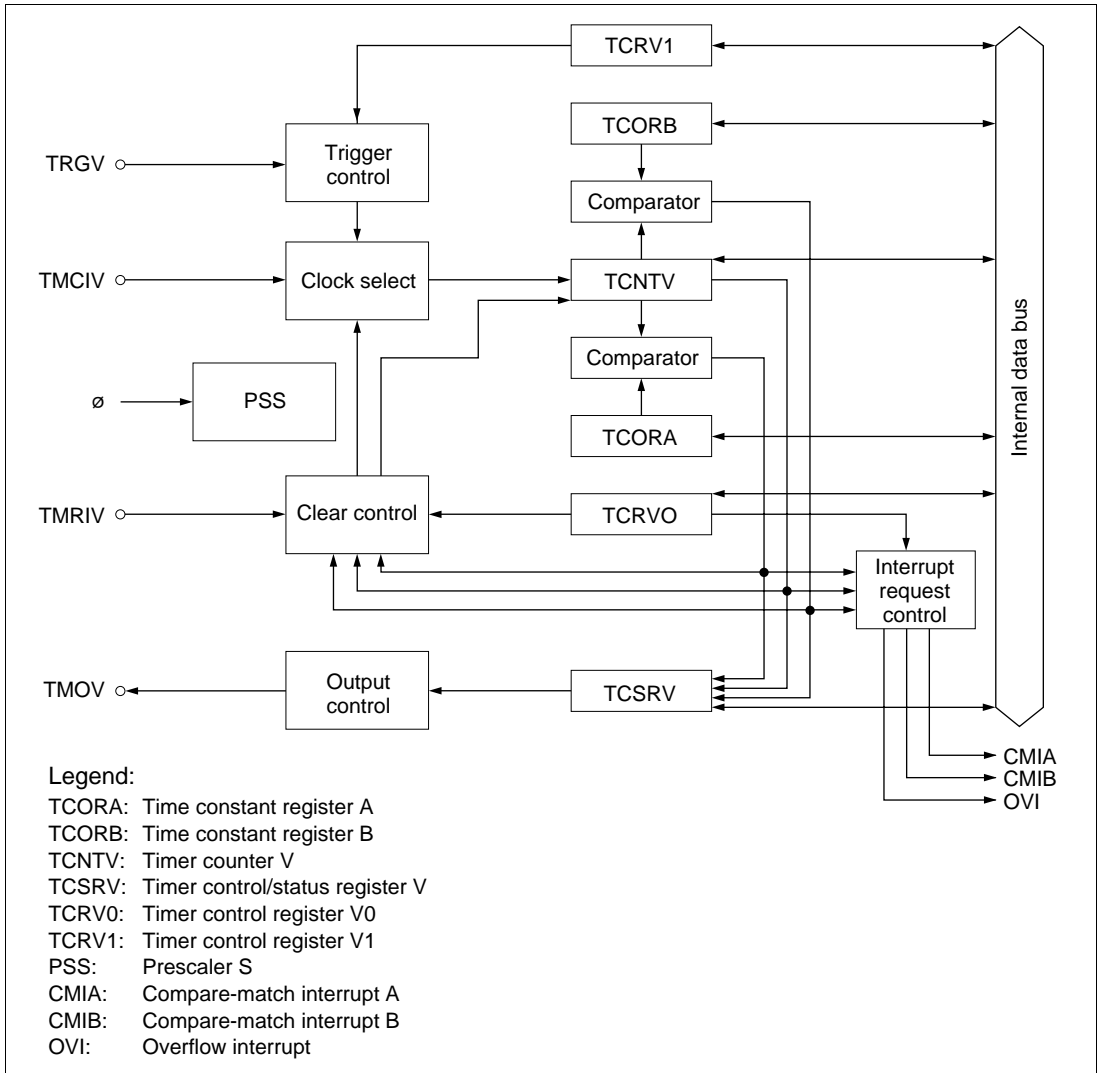 TCRV1
TCORB
TRGV
Trigger
control
Comparator
TMCIV
Clock select
TCNTV
Comparator
Internal data bus
ø
PSS
TCORA
TMRIV
Clear control
TCRVO
Interrupt
request
control
TMOV
Output
control
TCSRV
CMIA
CMIB
OVI
Legend:
TCORA: Time constant register A
TCORB: Time constant register B
TCNTV: Timer counter V
TCSRV: Timer control/status register V
TCRV0: Timer control register V0
TCRV1: Timer control register V1
PSS: Prescaler S
CMIA: Compare-match interrupt A
CMIB: Compare-match interrupt B
OVI: Overflow interrupt